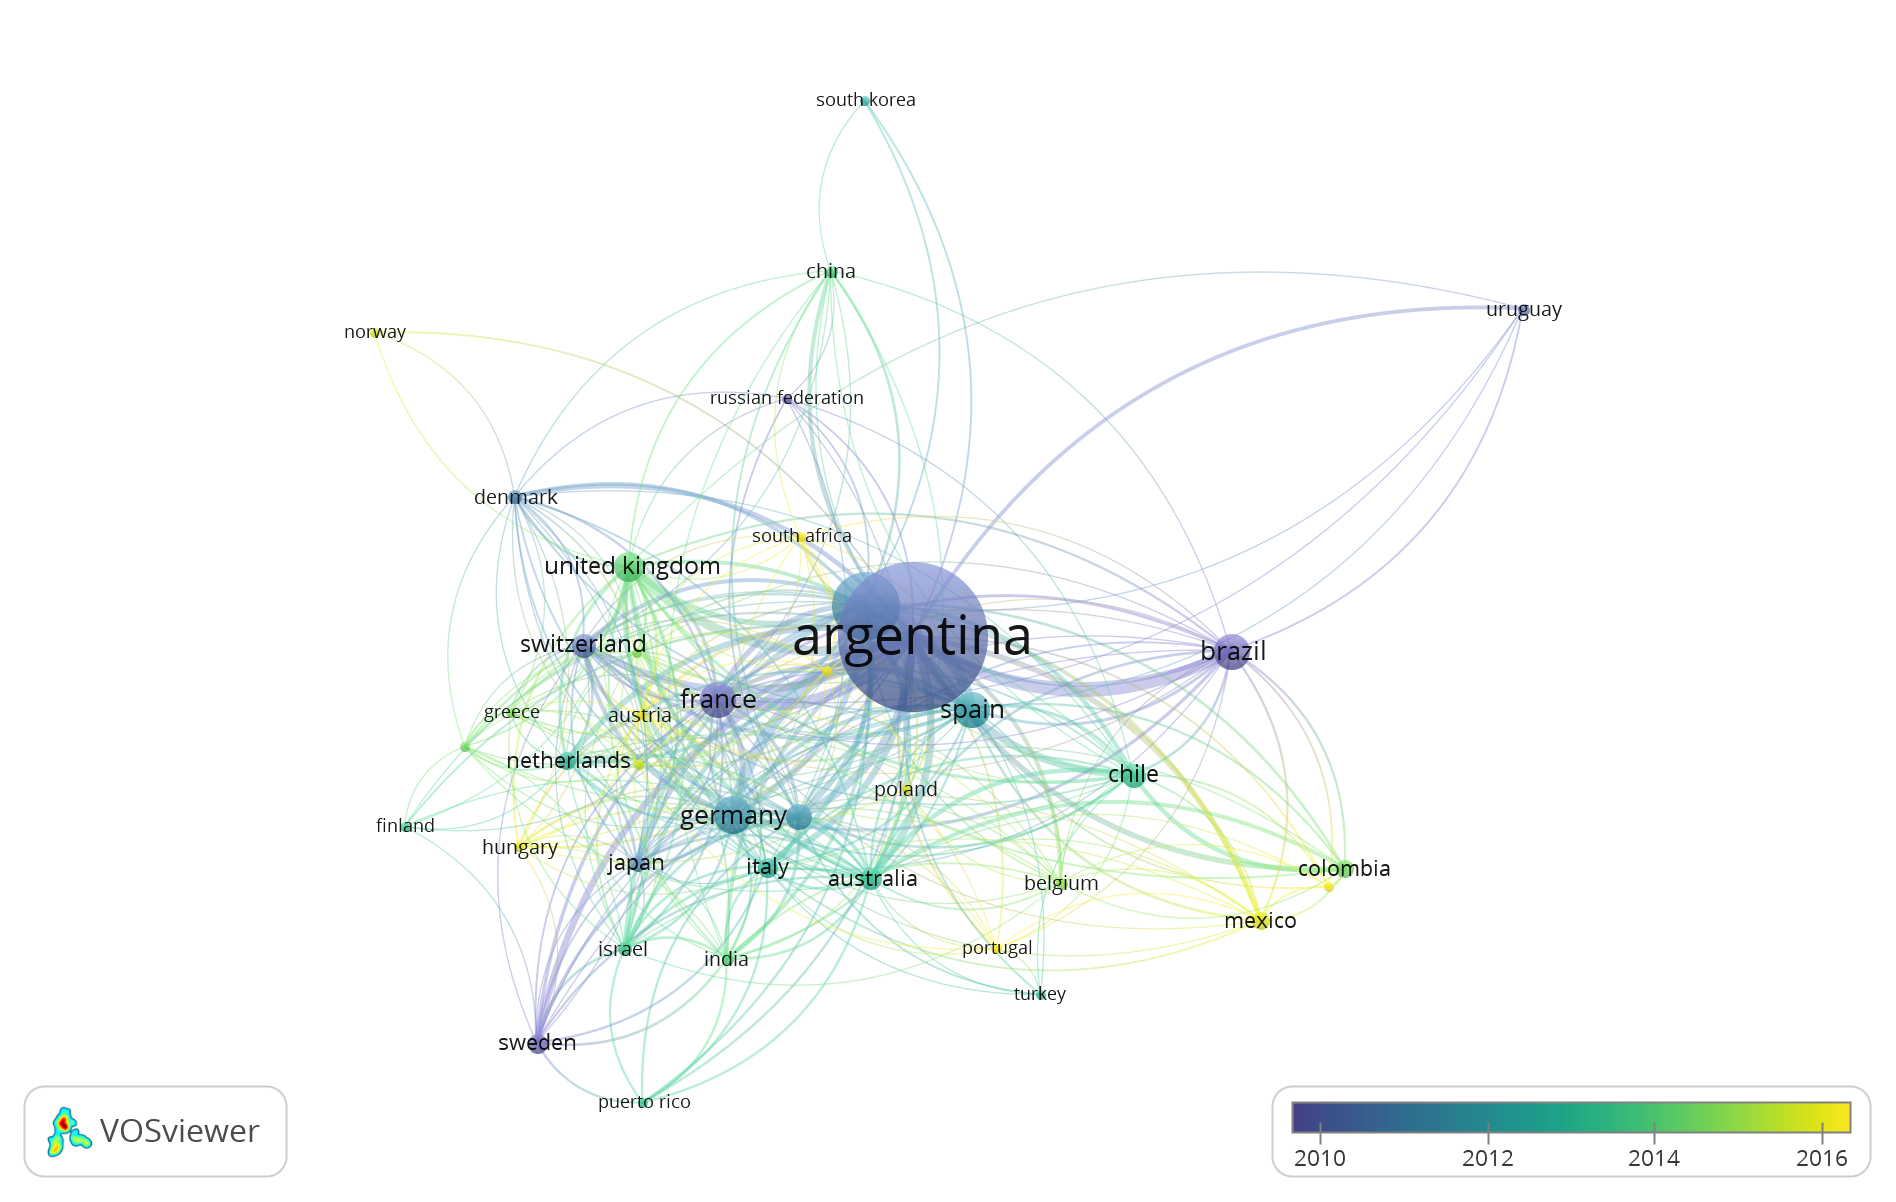 south korea
china
uruguay
norway
russian federation
denmark
south africa
united kingdom
argentina
switzerland
brazil
france
spain
greece
austria
netherlands
chile
poland
germany
finland
hungary
japan
italy
australia
colombia
belgium
mexico
israel
india
portugal
turkey
sweden
puerto rico
VOSviewer
2010 2012 2014 2016